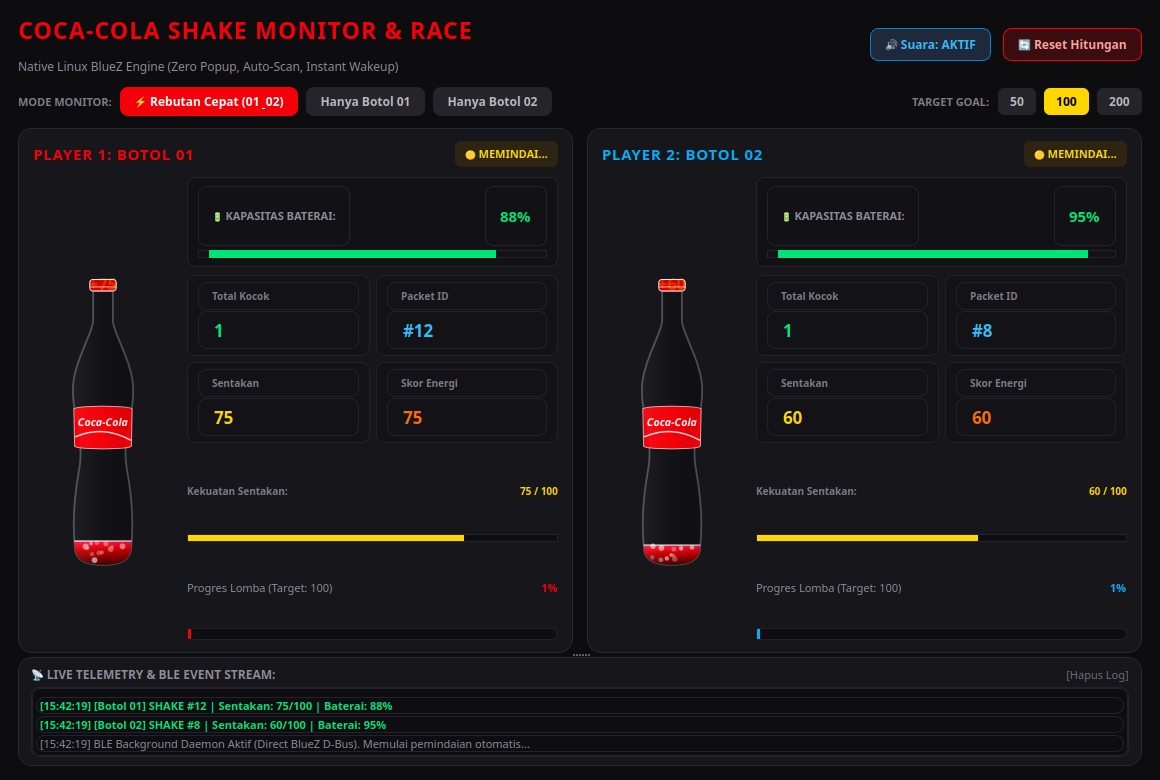 COCA-COLA SHAKE MONITOR & RACE
Native Linux BlueZ Engine (Zero Popup, Auto-Scan, Instant Wakeup)
🔊 Suara: AKTIF
🔄 Reset Hitungan
MODE MONITOR:
⚡ Rebutan Cepat (01_02)
Hanya Botol 01
Hanya Botol 02
TARGET GOAL:
50
100
200
PLAYER 1: BOTOL 01
🟡 MEMINDAI...
🔋 KAPASITAS BATERAI:
88%
Total Kocok
1
Packet ID
#12
Sentakan
75
Skor Energi
75
Coca-Cola
Kekuatan Sentakan:
75 / 100
Progres Lomba (Target: 100)
1%
PLAYER 2: BOTOL 02
🟡 MEMINDAI...
🔋 KAPASITAS BATERAI:
95%
Total Kocok
1
Packet ID
#8
Sentakan
60
Skor Energi
60
Coca-Cola
Kekuatan Sentakan:
60 / 100
Progres Lomba (Target: 100)
1%
📡 LIVE TELEMETRY & BLE EVENT STREAM:
[Hapus Log]
[15:42:19] [Botol 01] SHAKE #12 | Sentakan: 75/100 | Baterai: 88%
[15:42:19] [Botol 02] SHAKE #8 | Sentakan: 60/100 | Baterai: 95%
[15:42:19] BLE Background Daemon Aktif (Direct BlueZ D-Bus). Memulai pemindaian otomatis...